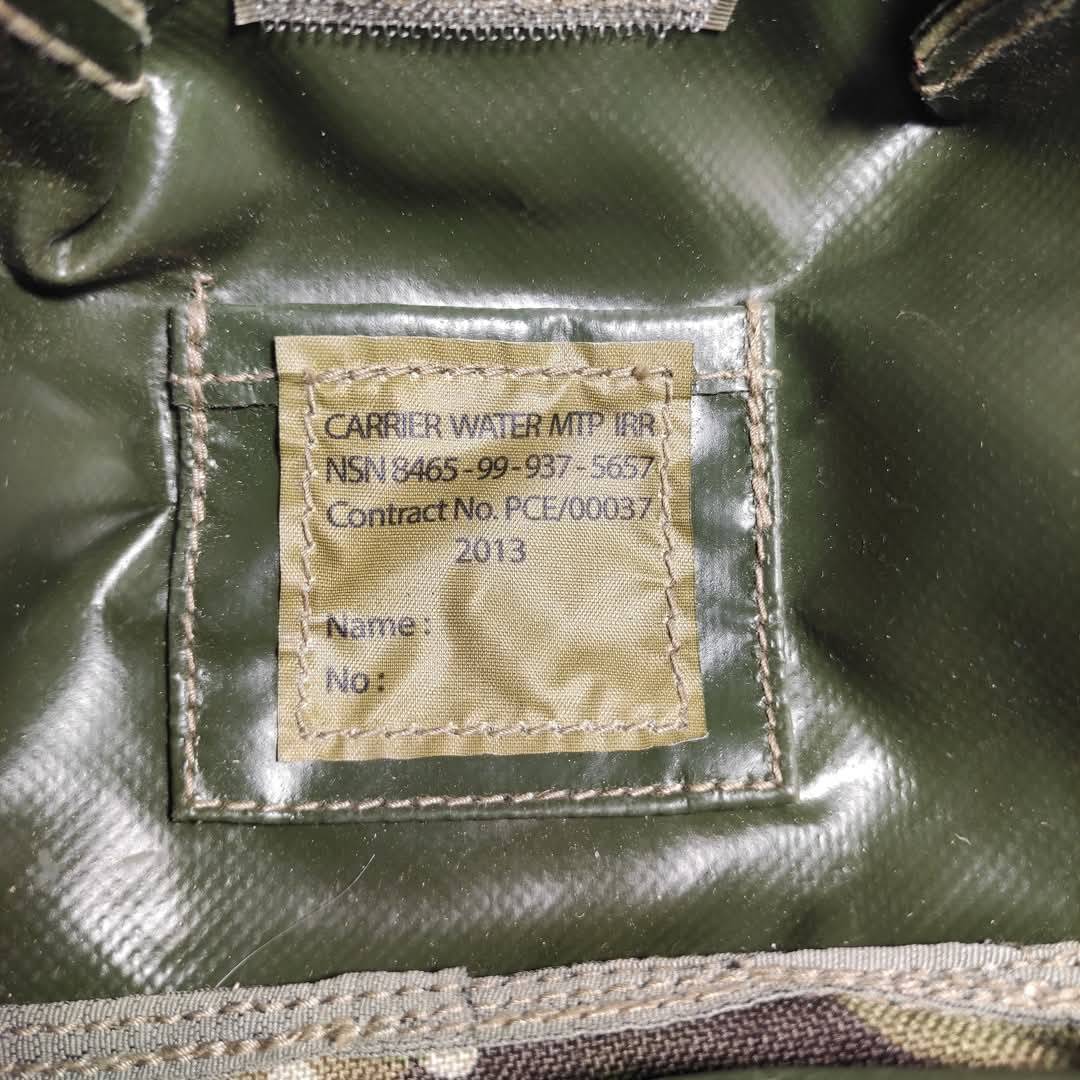 CARRIER WATER MTP IRR
NSN 8465-99-937-5657
Contract No. PCE/00037
2013
Name :
No :